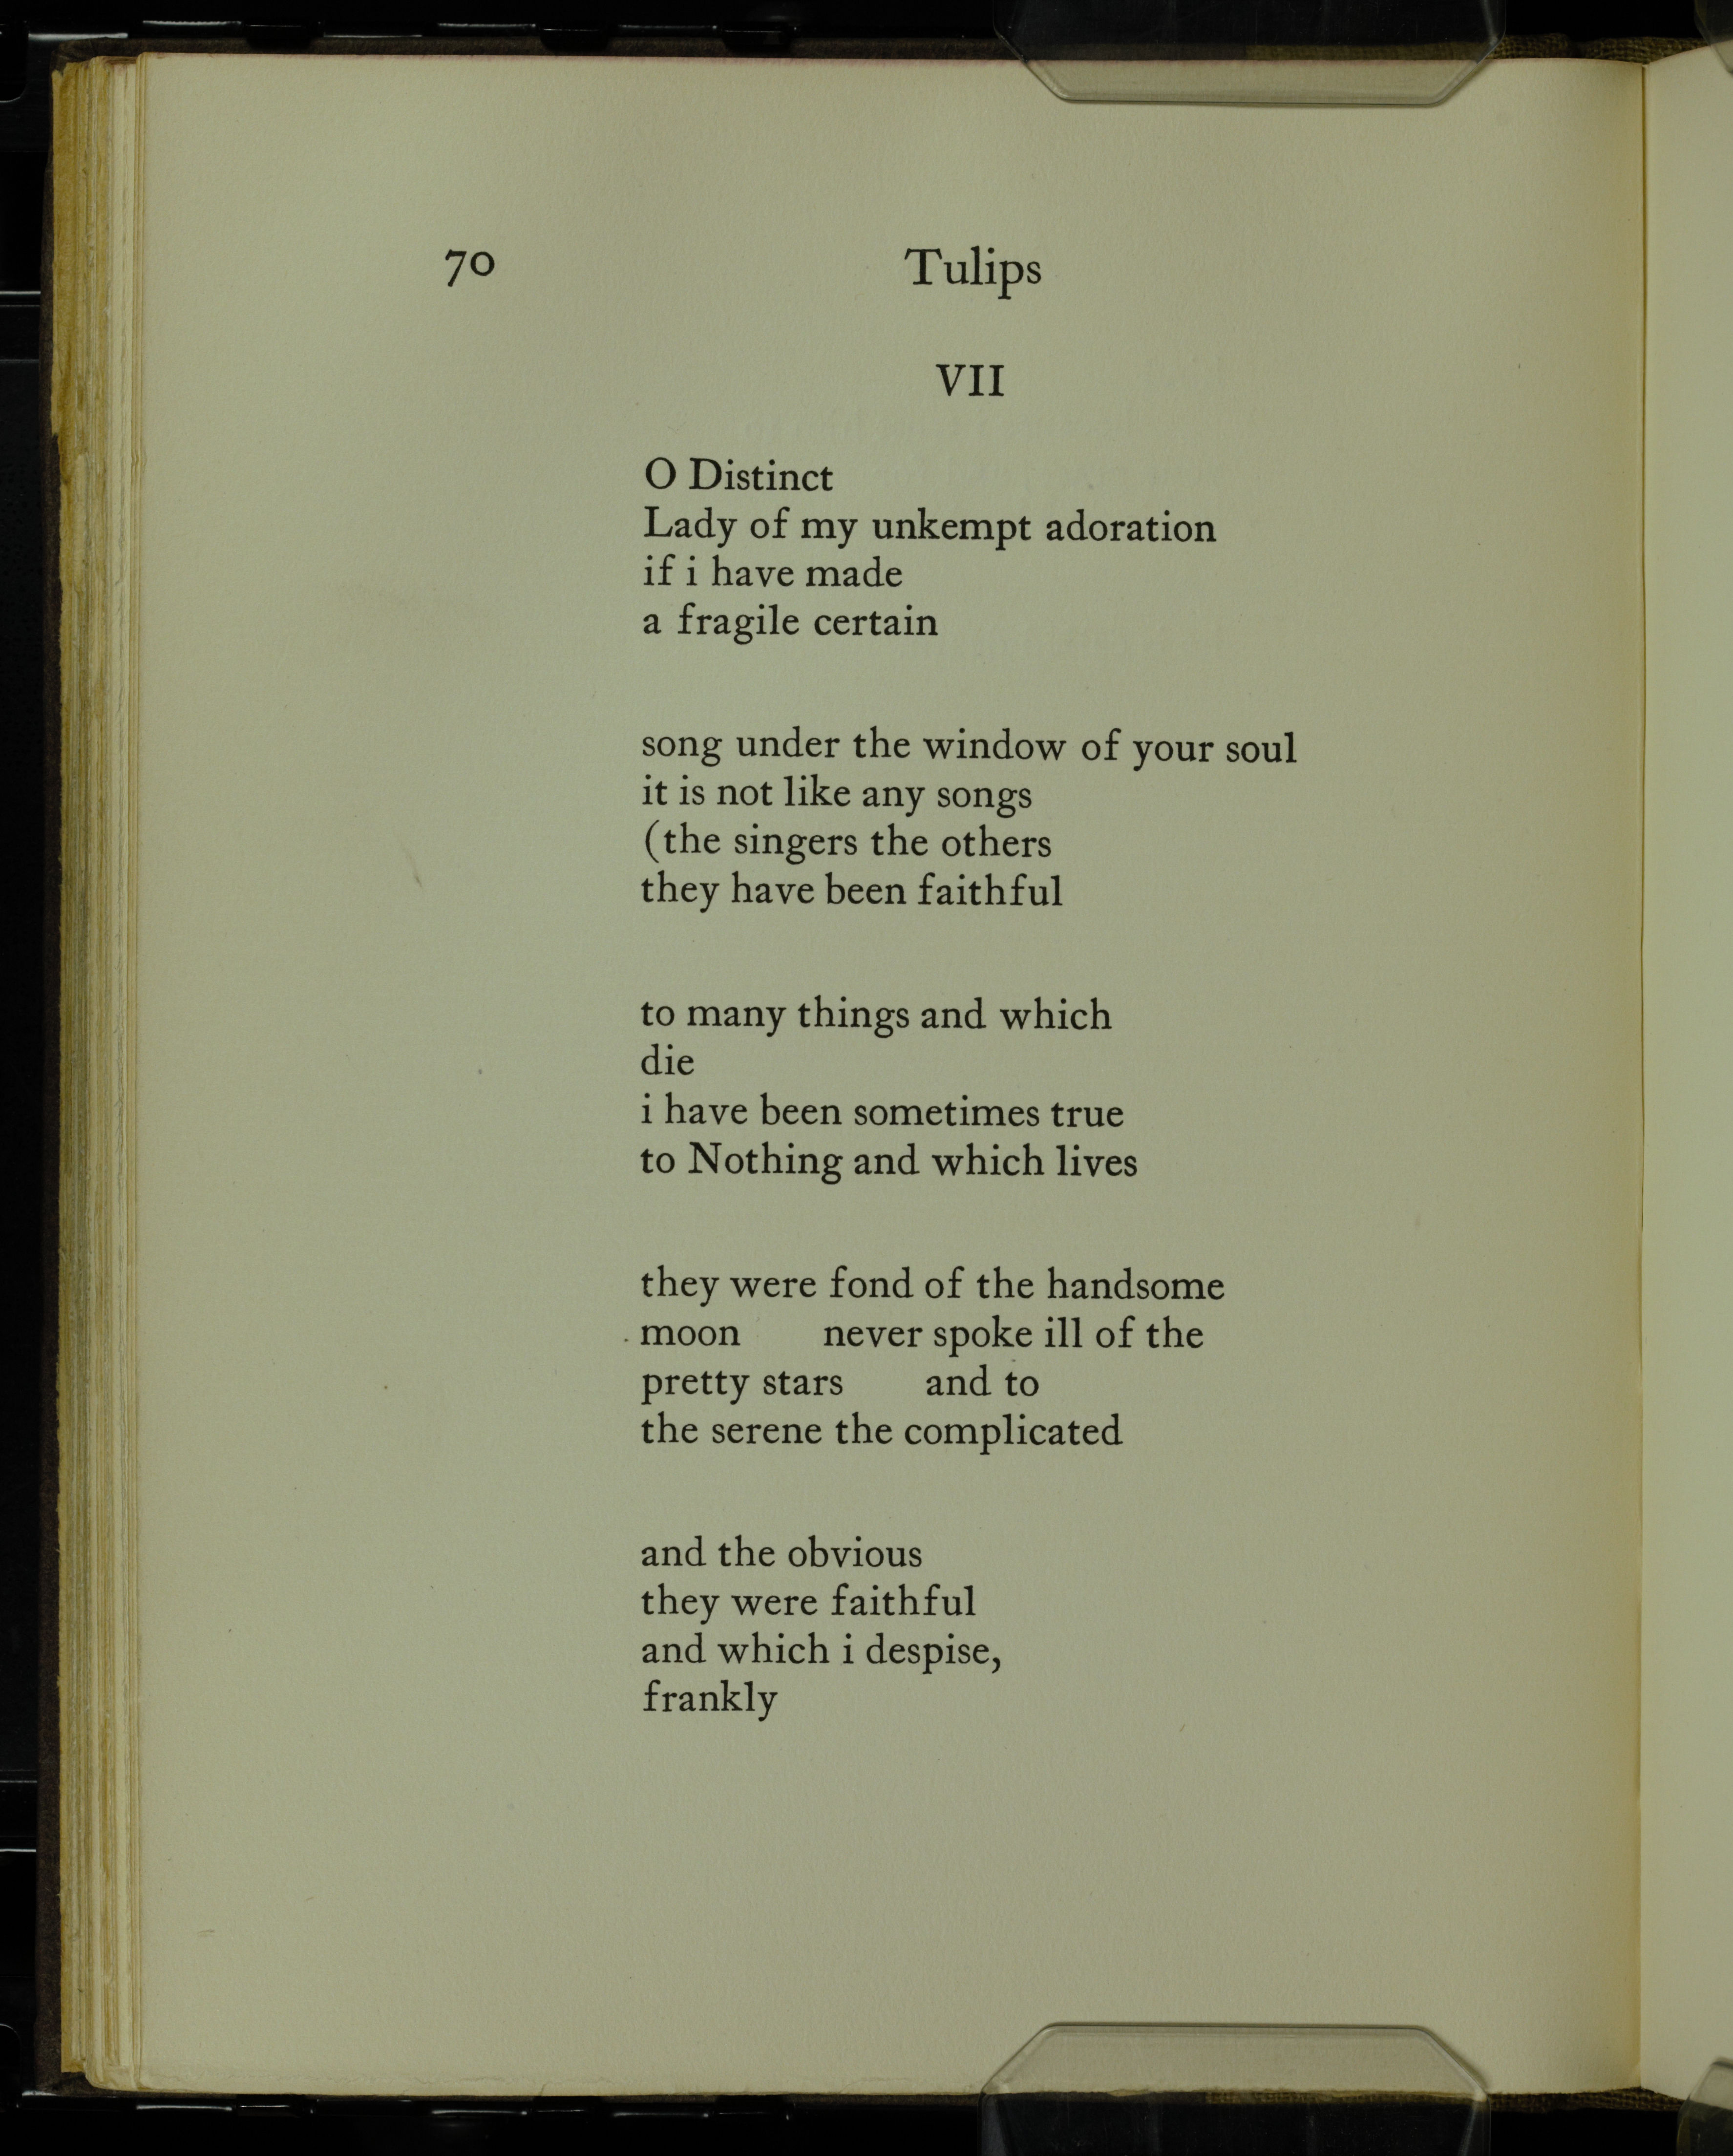 70 Tulips
VII
O Distinct
Lady of my unkempt adoration
if i have made
a fragile certain
song under the window of your soul
it is not like any songs
(the singers the others
they have been faithful
to many things and which
die
i have been sometimes true
to Nothing and which lives
they were fond of the handsome
moon never spoke ill of the
pretty stars and to
the serene the complicated
and the obvious
they were faithful
and which i despise,
frankly